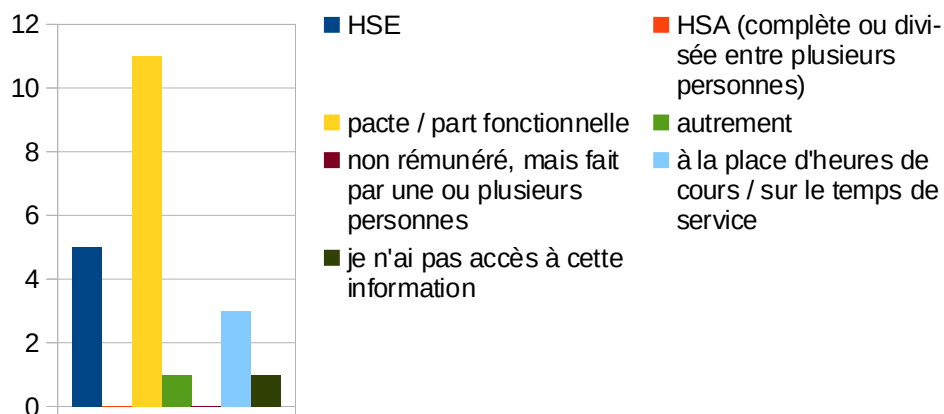 12
10
8
6
4
2
0
HSE
HSA (complète ou divi-
sée entre plusieurs
personnes)
pacte / part fonctionnelle
autrement
non rémunéré, mais fait
par une ou plusieurs
personnes
à la place d'heures de
cours / sur le temps de
service
je n'ai pas accès à cette
information